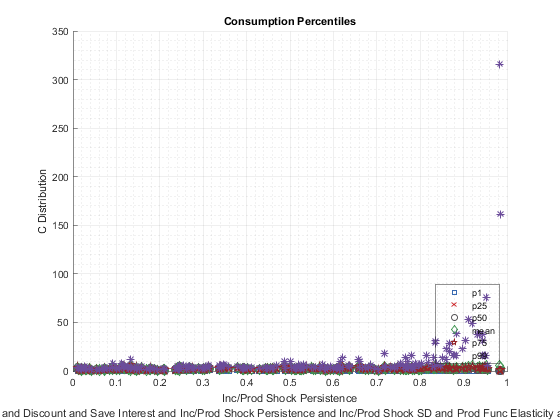 Consumption Percentiles
350
300
250
200
150
100
50
0
C Distribution
p1
p25
p50
mean
p75
0 0.1 0.2 0.3 0.4 0.5 0.6 0.7 0.8 0.9 1
Inc/Prod Shock Persistence
and Discount and Save Interest and Inc/Prod Shock Persistence and Inc/Prod Shock SD and Prod Func Elasticity